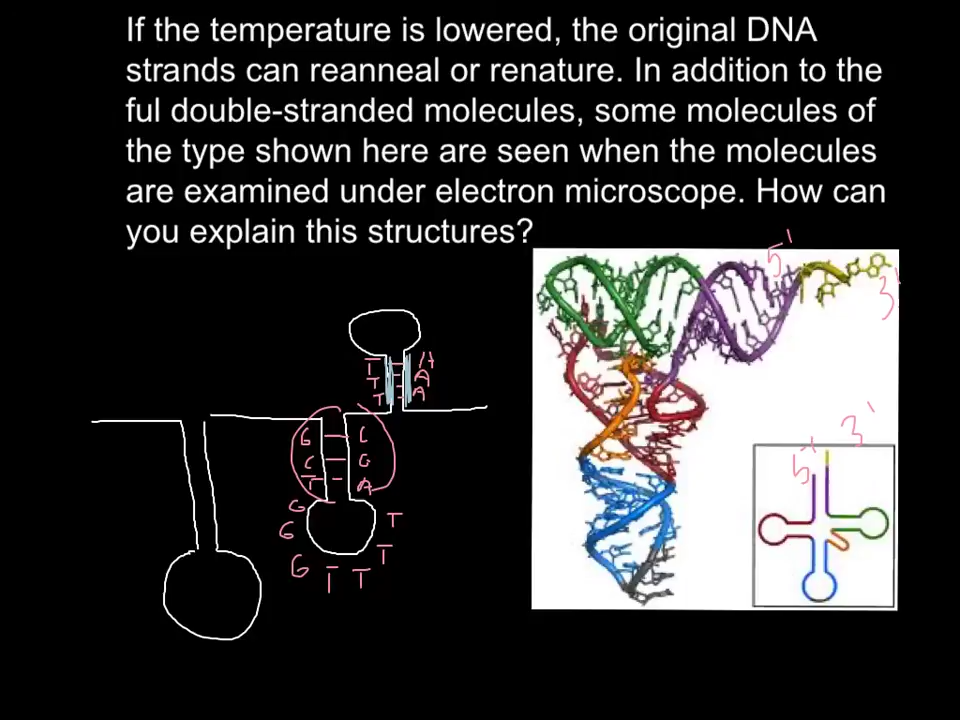 If the temperature is lowered, the original DNA
strands can reanneal or renature. In addition to the
ful double-stranded molecules, some molecules of
the type shown here are seen when the molecules
are examined under electron microscope. How can
you explain this structures?
5'
3'
T A
T A
T A
G C
C G
T A
G T
G T
G T T
3'
5'